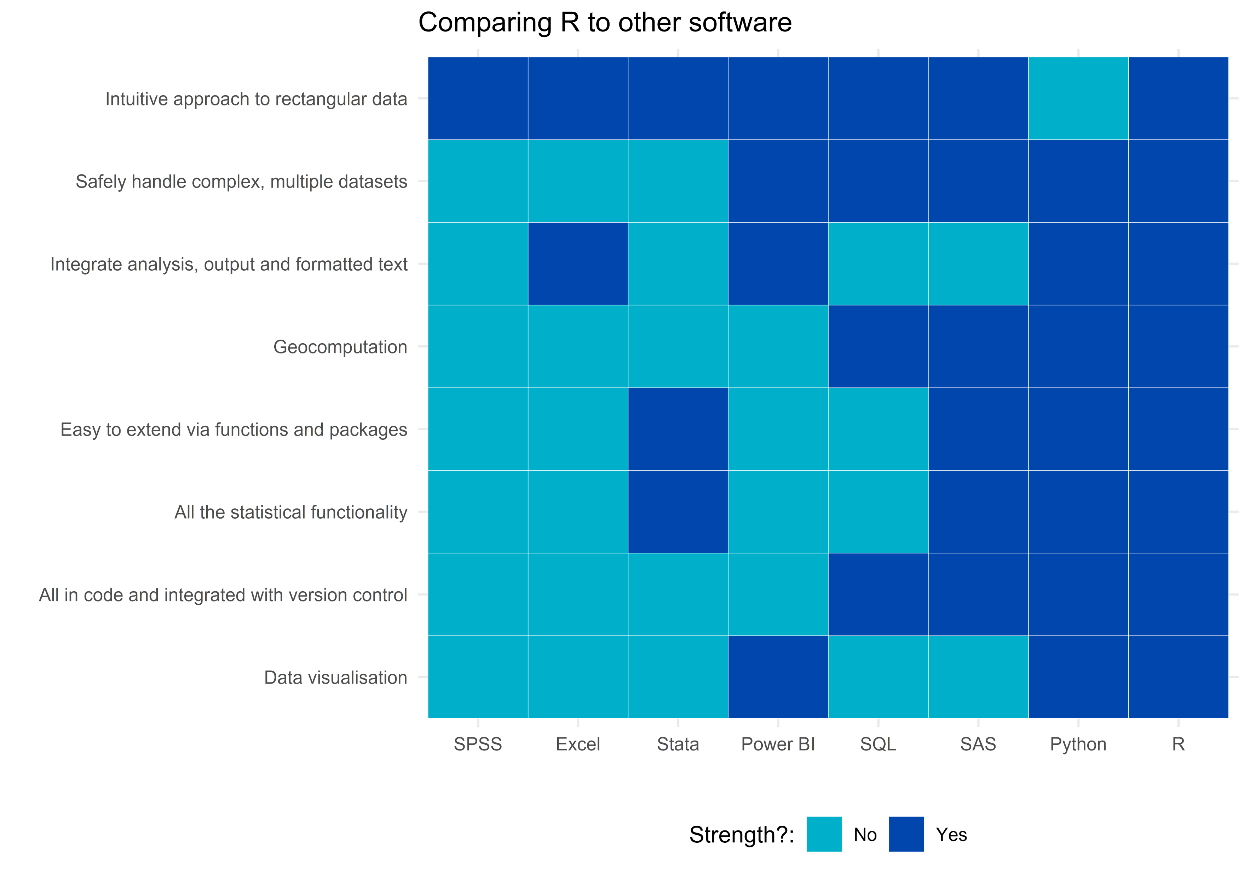 Comparing R to other software
Intuitive approach to rectangular data
Safely handle complex, multiple datasets
Integrate analysis, output and formatted text
Geocomputation
Easy to extend via functions and packages
All the statistical functionality
All in code and integrated with version control
Data visualisation
SPSS Excel Stata Power BI SQL SAS Python R
Strength?: No Yes